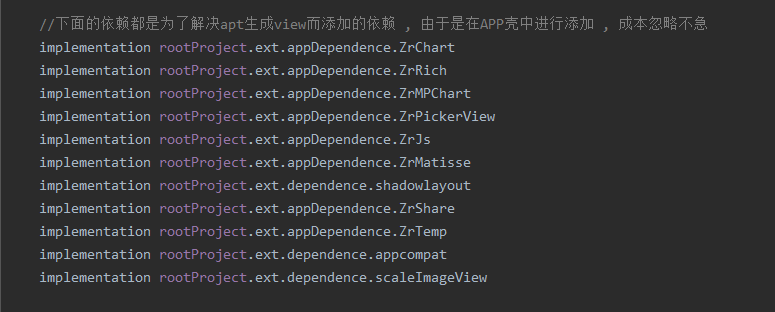 //下面的依赖都是为了解决apt生成view而添加的依赖 , 由于是在APP壳中进行添加 , 成本忽略不急
implementation rootProject.ext.appDependence.ZrChart
implementation rootProject.ext.appDependence.ZrRich
implementation rootProject.ext.appDependence.ZrMPChart
implementation rootProject.ext.appDependence.ZrPickerView
implementation rootProject.ext.appDependence.ZrJs
implementation rootProject.ext.appDependence.ZrMatisse
implementation rootProject.ext.dependence.shadowlayout
implementation rootProject.ext.appDependence.ZrShare
implementation rootProject.ext.appDependence.ZrTemp
implementation rootProject.ext.dependence.appcompat
implementation rootProject.ext.dependence.scaleImageView